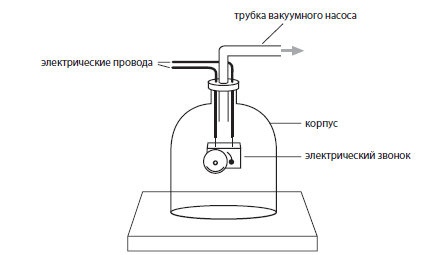 трубка вакуумного насоса
электрические провода
корпус
электрический звонок